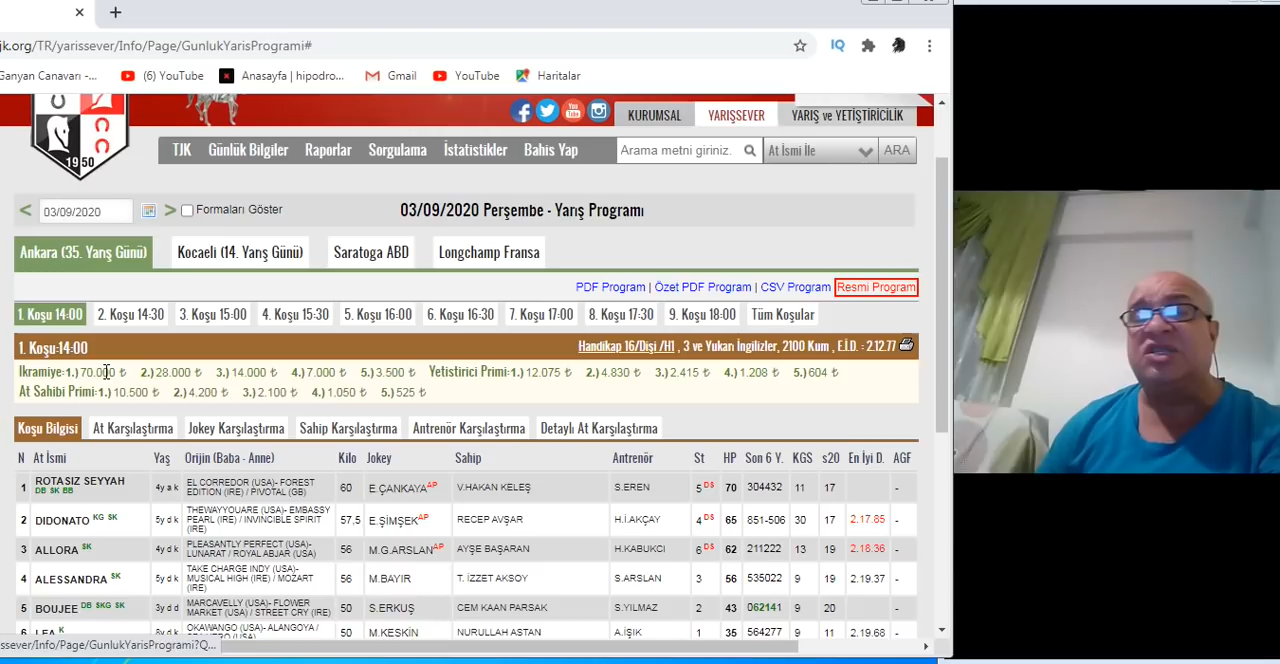 jk.org/TR/yarissever/Info/Page/GunlukYarisProgrami#
IQ
Ganyan Canavarı -...
(6) YouTube
Anasayfa | hipodro...
Gmail
YouTube
Haritalar
1950
KURUMSAL
YARIŞSEVER
YARIŞ ve YETİŞTİRİCİLİK
TJK Günlük Bilgiler Raporlar Sorgulama İstatistikler Bahis Yap
Arama metni giriniz. At İsmi İle ARA
< 03/09/2020 > Formaları Göster
03/09/2020 Perşembe - Yarış Programı
Ankara (35. Yarış Günü) Kocaeli (14. Yarış Günü) Saratoga ABD Longchamp Fransa
PDF Program | Özet PDF Program | CSV Program | Resmi Program
1. Koşu 14:00 2. Koşu 14:30 3. Koşu 15:00 4. Koşu 15:30 5. Koşu 16:00 6. Koşu 16:30 7. Koşu 17:00 8. Koşu 17:30 9. Koşu 18:00 Tüm Koşular
1. Koşu:14:00 Handikap 16/Dişi /H1 , 3 ve Yukarı İngilizler, 2100 Kum , E.İ.D. : 2.12.77
İkramiye:1.) 70.000 ₺ 2.) 28.000 ₺ 3.) 14.000 ₺ 4.) 7.000 ₺ 5.) 3.500 ₺ Yetistirici Primi:1.) 12.075 ₺ 2.) 4.830 ₺ 3.) 2.415 ₺ 4.) 1.208 ₺ 5.) 604 ₺
At Sahibi Primi:1.) 10.500 ₺ 2.) 4.200 ₺ 3.) 2.100 ₺ 4.) 1.050 ₺ 5.) 525 ₺
Koşu Bilgisi At Karşılaştırma Jokey Karşılaştırma Sahip Karşılaştırma Antrenör Karşılaştırma Detaylı At Karşılaştırma
N At İsmi Yaş Orijin (Baba - Anne) Kilo Jokey Sahip Antrenör St HP Son 6 Y. KGS s20 En İyi D. AGF
1 ROTASIZ SEYYAH DB SK BB 4y a k EL CORREDOR (USA)- FOREST EDITION (IRE) / PIVOTAL (GB) 60 E.ÇANKAYA AP V.HAKAN KELEŞ S.EREN 5 DS 70 304432 11 17 -
2 DIDONATO KG SK 5y d k THEWAYYOUARE (USA)- EMBASSY PEARL (IRE) / INVINCIBLE SPIRIT (IRE) 57,5 E.ŞİMŞEK AP RECEP AVŞAR H.İ.AKÇAY 4 DS 65 851-506 30 17 2.17.85 -
3 ALLORA SK 4y d k PLEASANTLY PERFECT (USA)- LUNARAT / ROYAL ABJAR (USA) 56 M.G.ARSLAN AP AYŞE BAŞARAN H.KABUKCI 6 DS 62 211222 13 19 2.18.36 -
4 ALESSANDRA SK 5y d k TAKE CHARGE INDY (USA)- MUSICAL HIGH (IRE) / MOZART (IRE) 56 M.BAYIR T. İZZET AKSOY S.ARSLAN 3 56 535022 9 19 2.19.37 -
5 BOUJEE DB SKG SK 3y d d MARCAVELLY (USA)- FLOWER MARKET (USA) / STREET CRY (IRE) 50 S.ERKUŞ CEM KAAN PARSAK S.YILMAZ 2 43 062141 9 20 -
6 LEA K 8y d k OKAWANGO (USA)- ALANGOYA / 50 M.KESKİN NURULLAH ASTAN A.IŞIK 1 35 564277 9 11 2.19.68 -
issever/Info/Page/GunlukYarisProgrami?Q...